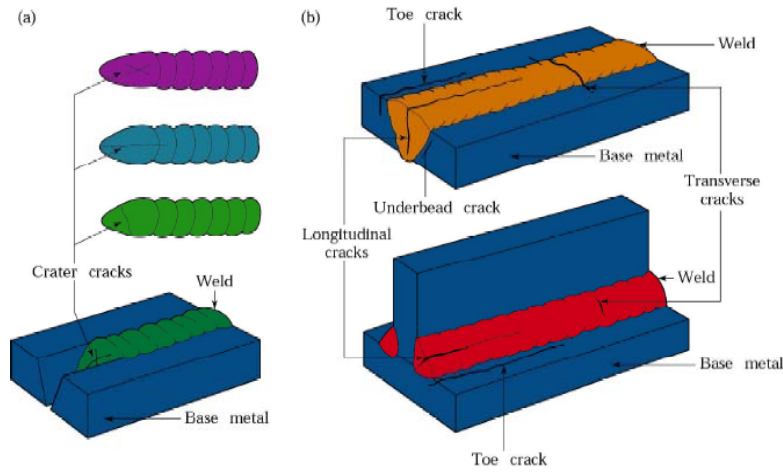 (a)
Crater cracks
Weld
Base metal
(b)
Toe crack
Weld
Base metal
Underbead crack
Transverse
cracks
Longitudinal
cracks
Weld
Base metal
Toe crack